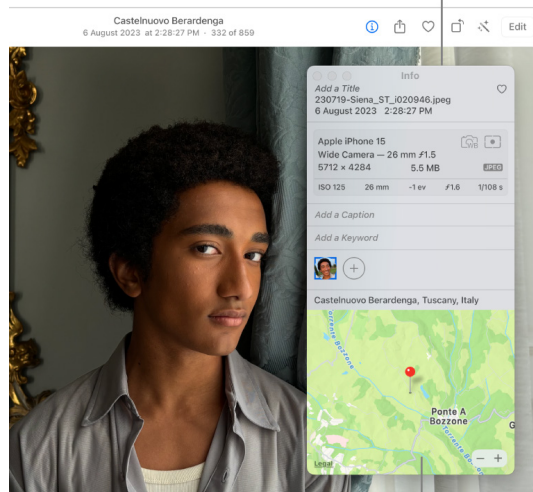 Castelnuovo Berardenga
6 August 2023 at 2:28:27 PM · 332 of 859
Edit
Info
Add a Title
230719-Siena_ST_i020946.jpeg
6 August 2023 2:28:27 PM
Apple iPhone 15
WB
Wide Camera — 26 mm ƒ1.5
5712 × 4284 5.5 MB JPEG
ISO 125 26 mm -1 ev ƒ1.6 1/108 s
Add a Caption
Add a Keyword
Castelnuovo Berardenga, Tuscany, Italy
Torrente Bozzone
Ponte A
Bozzone
G
Legal